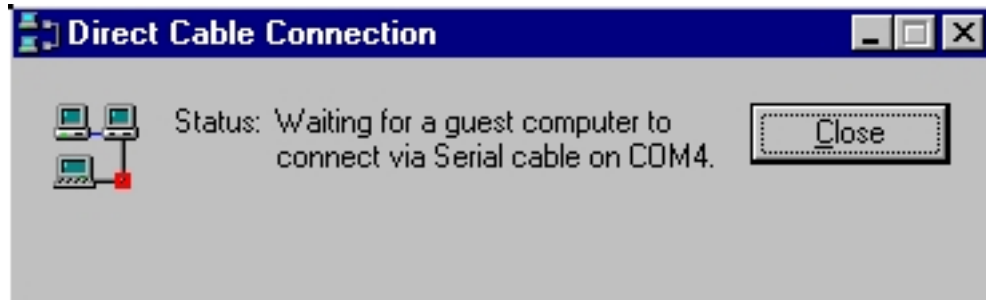 Direct Cable Connection
Status: Waiting for a guest computer to
connect via Serial cable on COM4.
Close